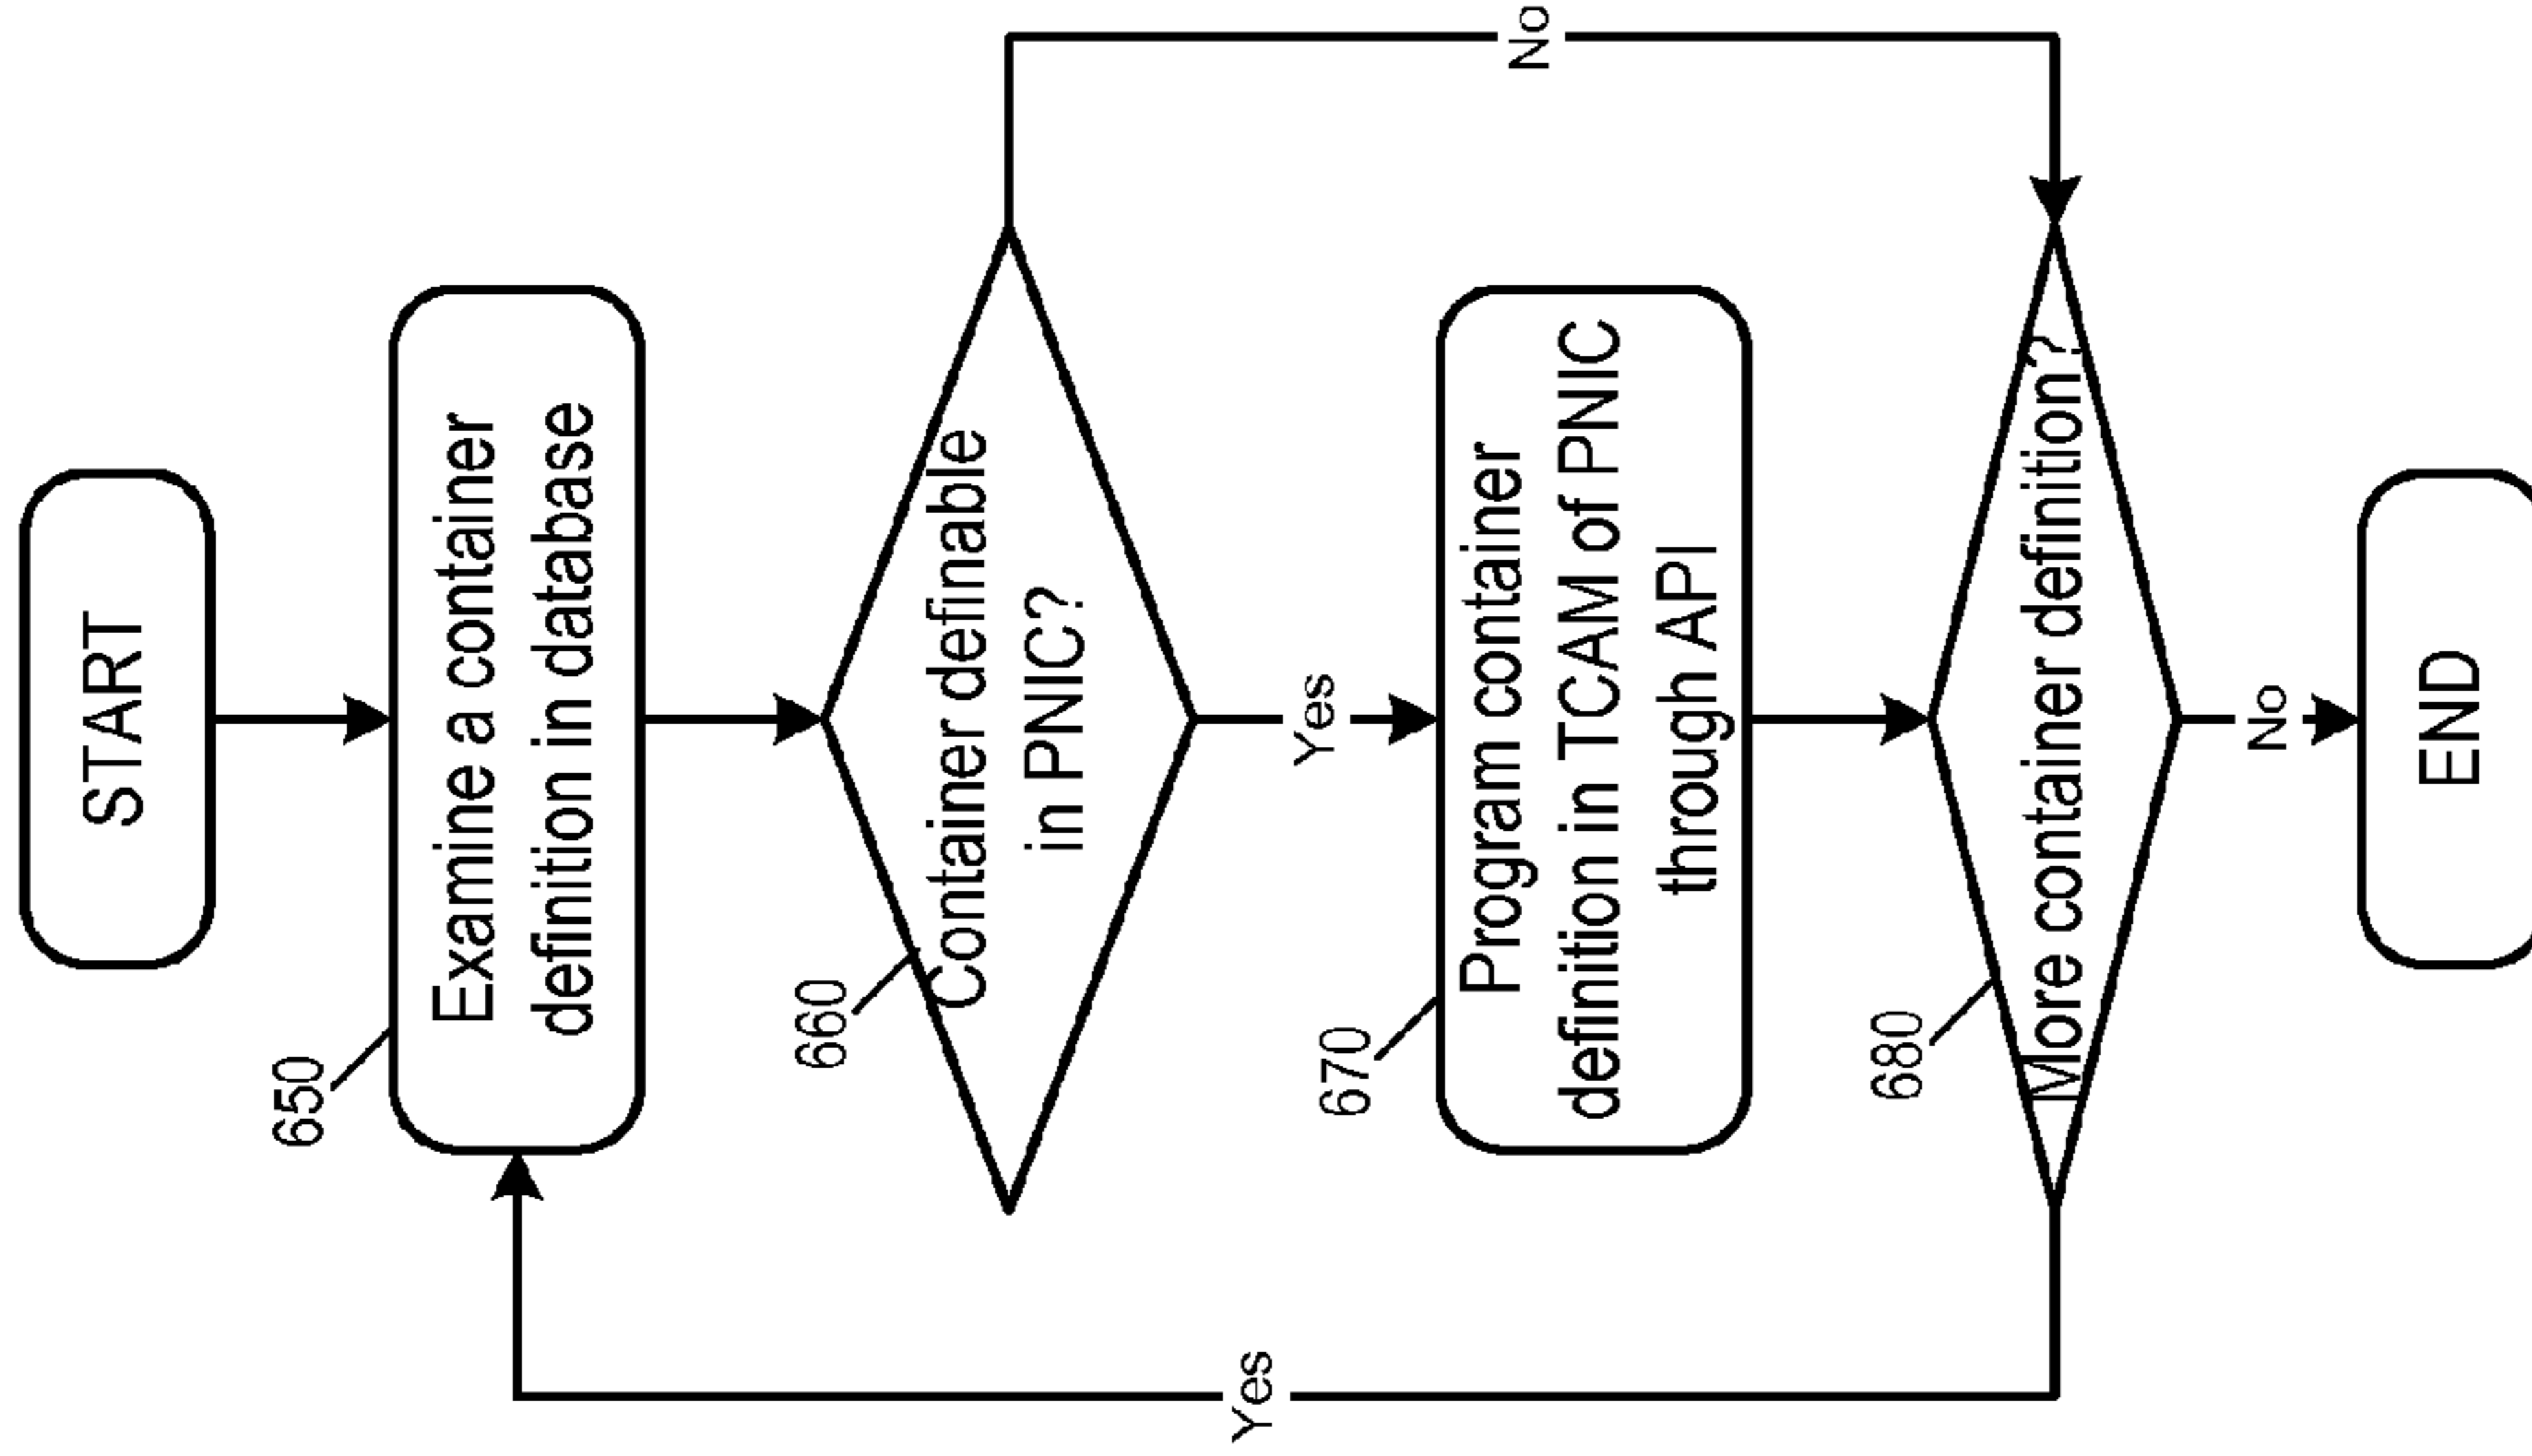 START
650
Examine a container
definition in database
660
Container definable
in PNIC?
No
Yes
670
Program container
definition in TCAM of PNIC
through API
680
More container definition?
Yes
No
END